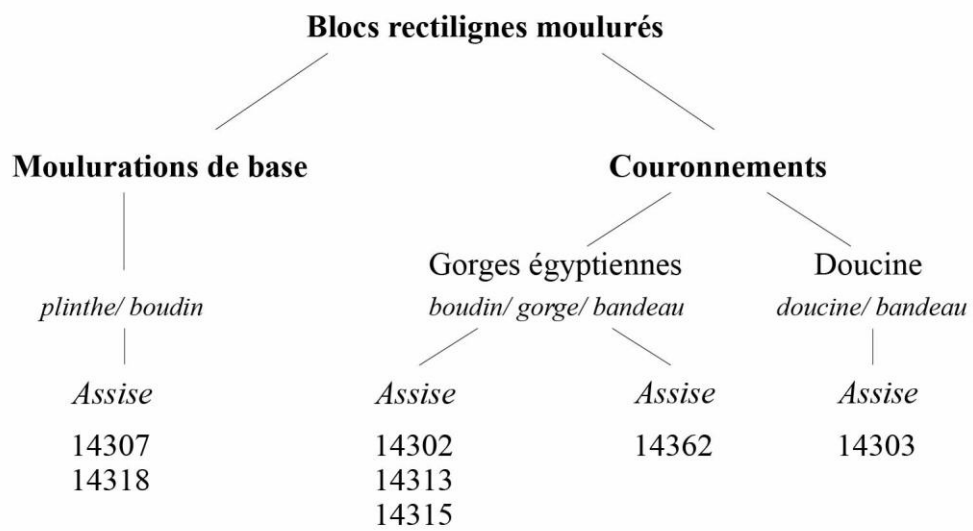 Blocs rectilignes moulurés
Moulurations de base Couronnements
Gorges égyptiennes Doucine
plinthe/ boudin boudin/ gorge/ bandeau doucine/ bandeau
Assise Assise Assise Assise
14307 14302 14362 14303
14318 14313
14315